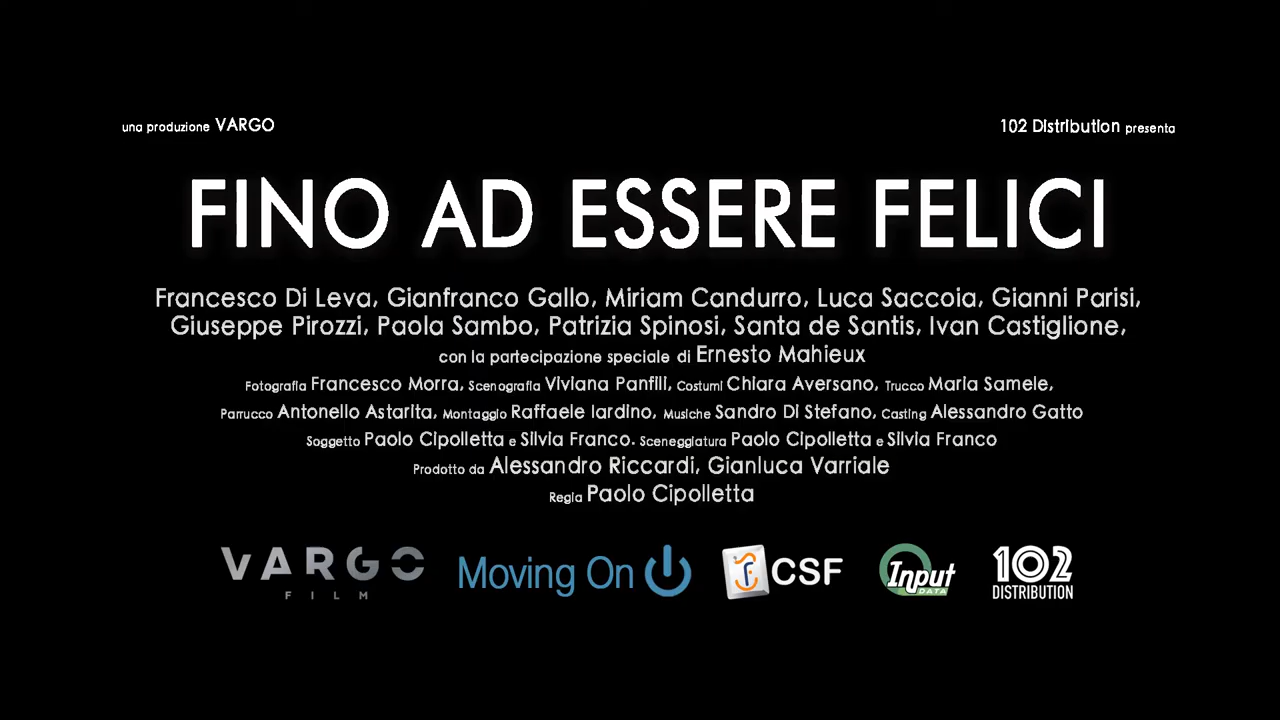 una produzione VARGO
102 Distribution presenta
FINO AD ESSERE FELICI
Francesco Di Leva, Gianfranco Gallo, Miriam Candurro, Luca Saccoia, Gianni Parisi,
Giuseppe Pirozzi, Paola Sambo, Patrizia Spinosi, Santa de Santis, Ivan Castiglione,
con la partecipazione speciale di Ernesto Mahieux
Fotografia Francesco Morra, Scenografia Viviana Panfili, Costumi Chiara Aversano, Trucco Maria Samele,
Parrucco Antonello Astarita, Montaggio Raffaele Iardino, Musiche Sandro Di Stefano, Casting Alessandro Gatto
Soggetto Paolo Cipolletta e Silvia Franco. Sceneggiatura Paolo Cipolletta e Silvia Franco
Prodotto da Alessandro Riccardi, Gianluca Varriale
Regia Paolo Cipolletta
VARGO
FILM
Moving On
CSF
Input
DATA
102
DISTRIBUTION